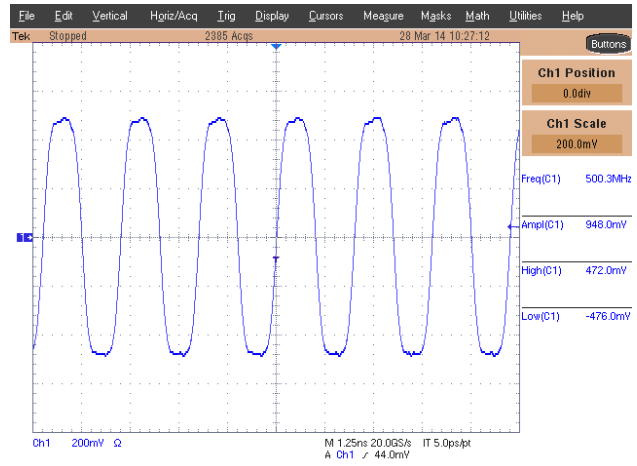 File Edit Vertical Horiz/Acq Trig Display Cursors Measure Masks Math Utilities Help
Tek Stopped 2385 Acqs 28 Mar 14 10:27:12
Buttons
Ch1 Position
0.0div
Ch1 Scale
200.0mV
Freq(C1) 500.3MHz
Ampl(C1) 948.0mV
High(C1) 472.0mV
Low(C1) -476.0mV
1
T
Ch1 200mV Ω M 1.25ns 20.0GS/s IT 5.0ps/pt
A Ch1 ∕ 44.0mV